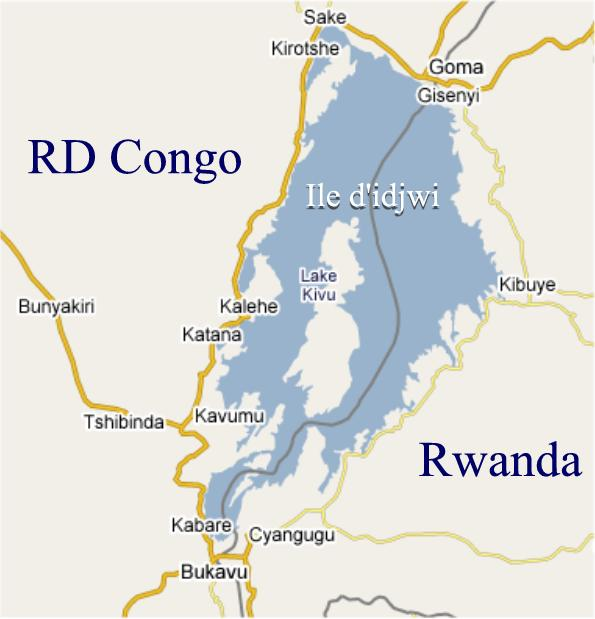 Sake
Kirotshe
Goma
Gisenyi
RD Congo
Ile d'idjwi
Lake
Kivu
Kibuye
Bunyakiri
Kalehe
Katana
Kavumu
Tshibinda
Rwanda
Kabare
Cyangugu
Bukavu